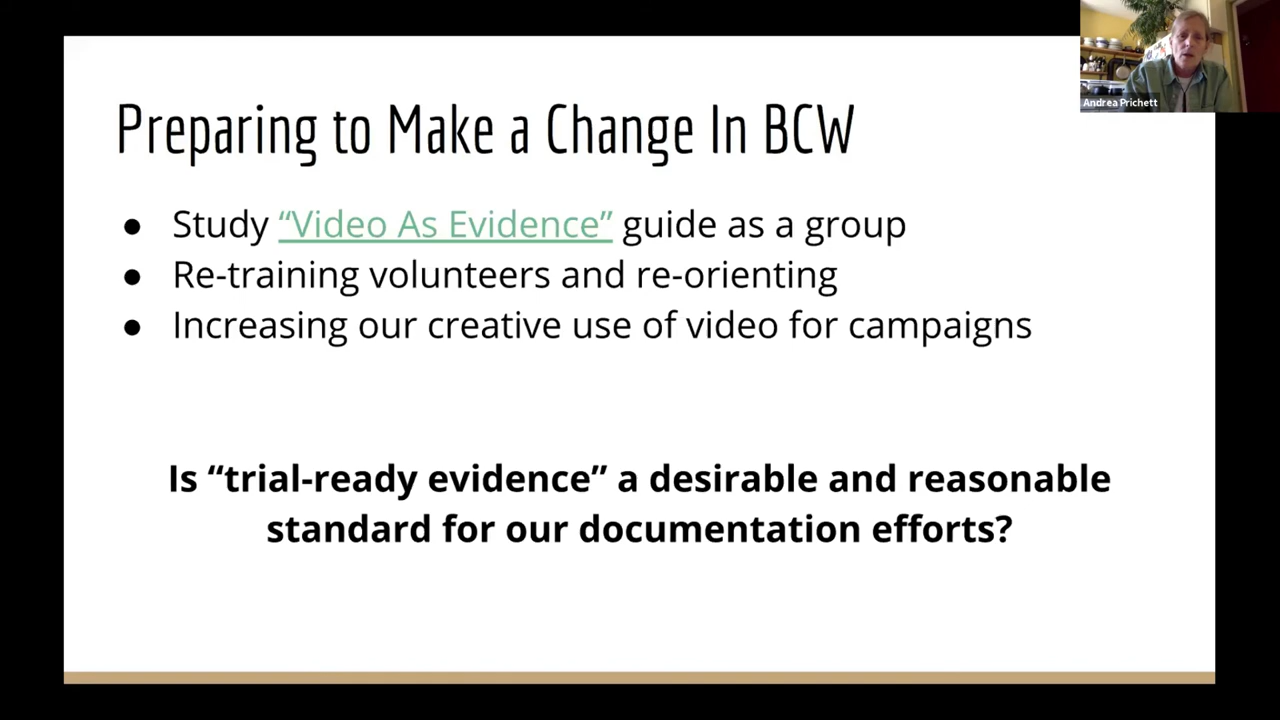 Andrea Prichett
Preparing to Make a Change In BCW
● Study “Video As Evidence” guide as a group
● Re-training volunteers and re-orienting
● Increasing our creative use of video for campaigns
Is “trial-ready evidence” a desirable and reasonable
standard for our documentation efforts?